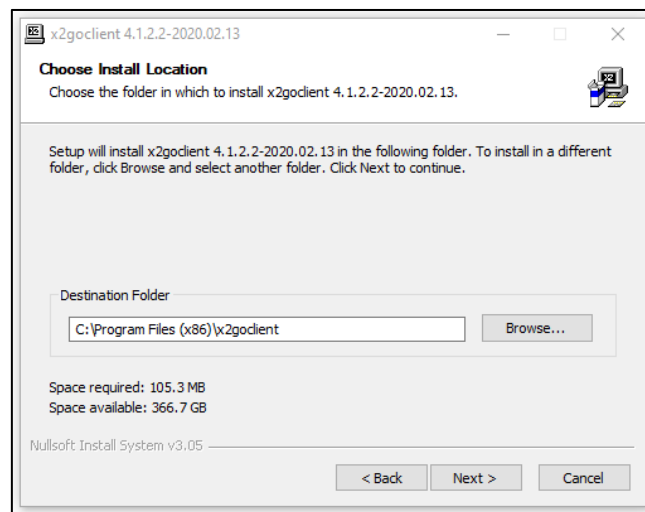 x2goclient 4.1.2.2-2020.02.13
Choose Install Location
Choose the folder in which to install x2goclient 4.1.2.2-2020.02.13.
Setup will install x2goclient 4.1.2.2-2020.02.13 in the following folder. To install in a different
folder, click Browse and select another folder. Click Next to continue.
Destination Folder
C:\Program Files (x86)\x2goclient
Browse...
Space required: 105.3 MB
Space available: 366.7 GB
Nullsoft Install System v3.05
< Back
Next >
Cancel